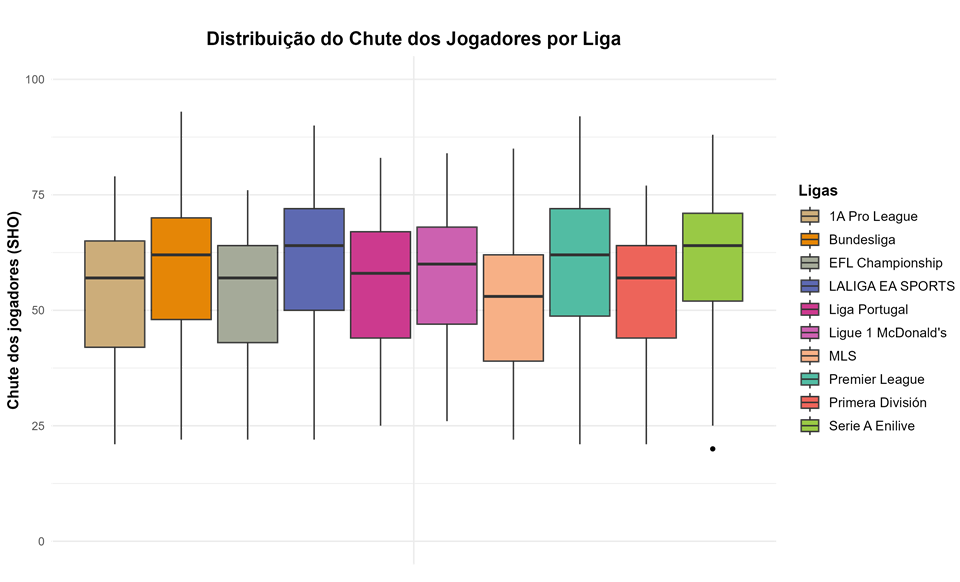 Distribuição do Chute dos Jogadores por Liga
Chute dos jogadores (SHO)
100
75
50
25
0
Ligas
1A Pro League
Bundesliga
EFL Championship
LALIGA EA SPORTS
Liga Portugal
Ligue 1 McDonald's
MLS
Premier League
Primera División
Serie A Enilive